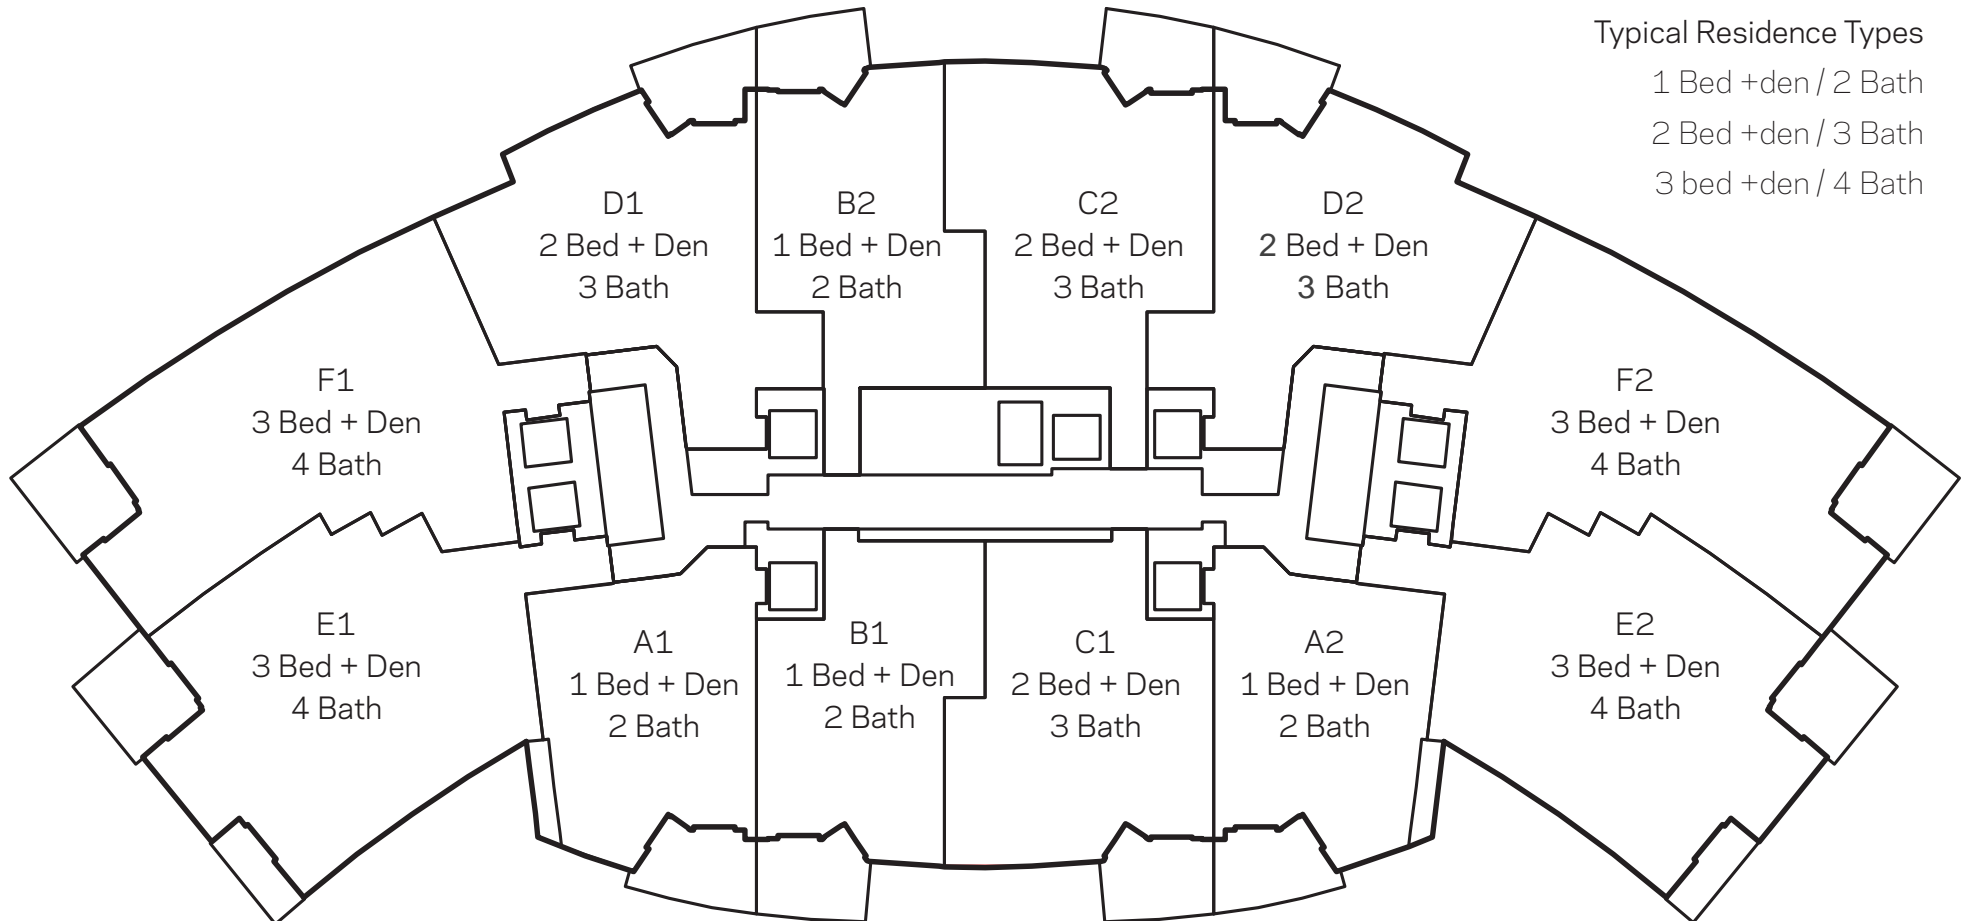 Typical Residence Types
1 Bed +den / 2 Bath
2 Bed +den / 3 Bath
3 bed +den / 4 Bath
D1
2 Bed + Den
3 Bath
B2
1 Bed + Den
2 Bath
C2
2 Bed + Den
3 Bath
D2
2 Bed + Den
3 Bath
F1
3 Bed + Den
4 Bath
F2
3 Bed + Den
4 Bath
E1
3 Bed + Den
4 Bath
A1
1 Bed + Den
2 Bath
B1
1 Bed + Den
2 Bath
C1
2 Bed + Den
3 Bath
A2
1 Bed + Den
2 Bath
E2
3 Bed + Den
4 Bath